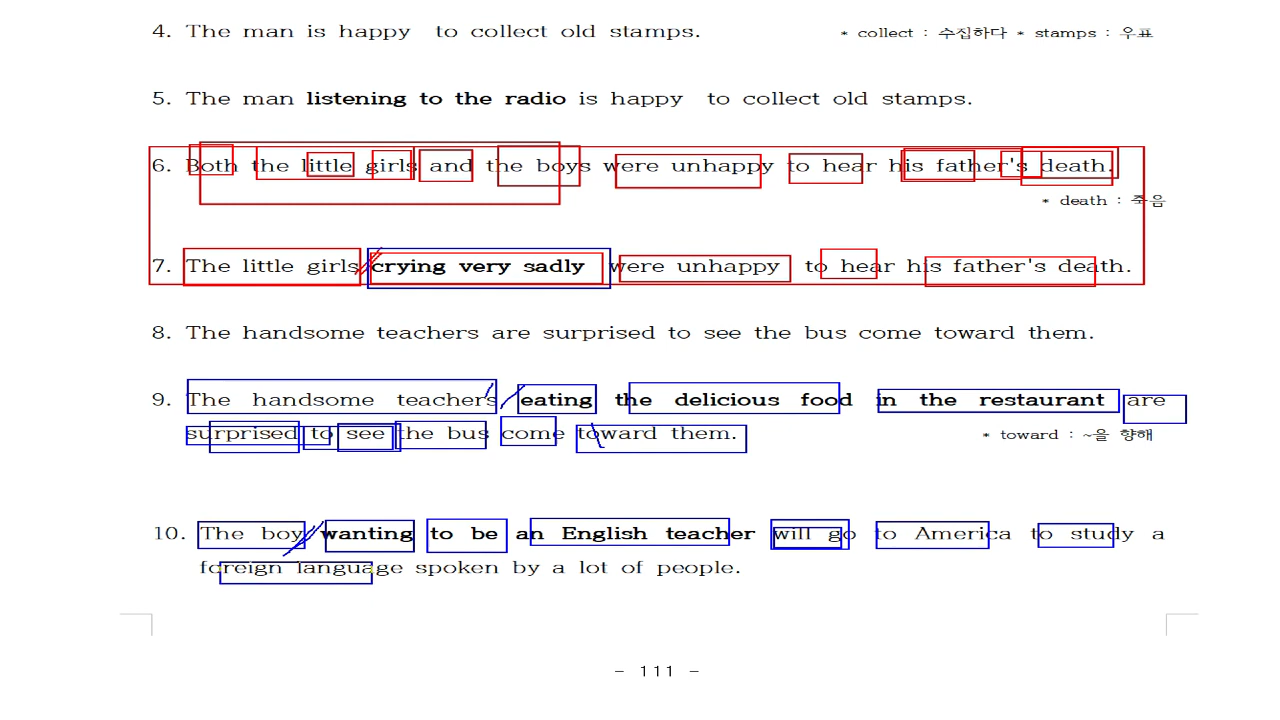 4. The man is happy to collect old stamps. * collect : 수집하다 * stamps : 우표
5. The man listening to the radio is happy to collect old stamps.
6. Both the little girls and the boys were unhappy to hear his father's death.
* death : 죽음
7. The little girls crying very sadly were unhappy to hear his father's death.
8. The handsome teachers are surprised to see the bus come toward them.
9. The handsome teachers eating the delicious food in the restaurant are
surprised to see the bus come toward them. * toward : ~을 향해
10. The boy wanting to be an English teacher will go to America to study a
foreign language spoken by a lot of people.
- 111 -